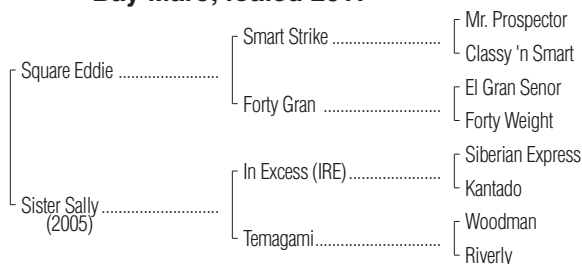 Bay Mare; foaled
Mr. Prospector
Smart Strike ........................
Classy 'n Smart
Square Eddie ........................
El Gran Senor
Forty Gran ...........................
Forty Weight
Siberian Express
In Excess (IRE).....................
Kantado
Sister Sally ...........................
(2005)
Woodman
Temagami............................
Riverly